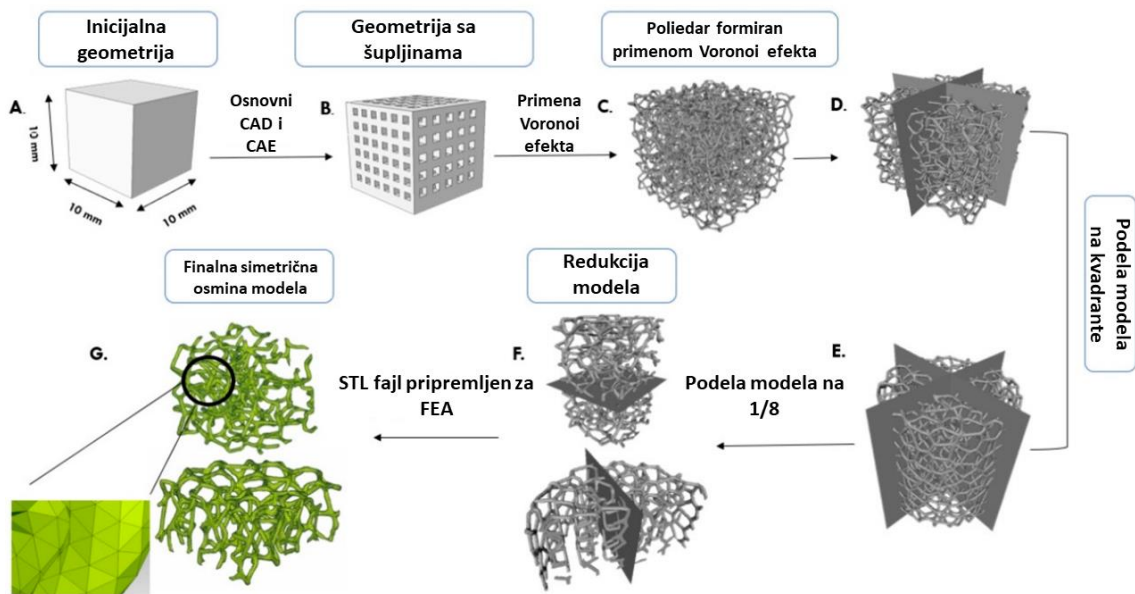 Inicijalna
geometrija
Geometrija sa
šupljinama
Poliedar formiran
primenom Voronoi efekta
A.
10 mm
10 mm
10 mm
Osnovni
CAD i
CAE
B.
Primena
Voronoi
efekta
C.
D.
Podela modela
na kvadrante
Finalna simetrična
osmina modela
Redukcija
modela
G.
STL fajl pripremljen za
FEA
F.
Podela modela na
1/8
E.